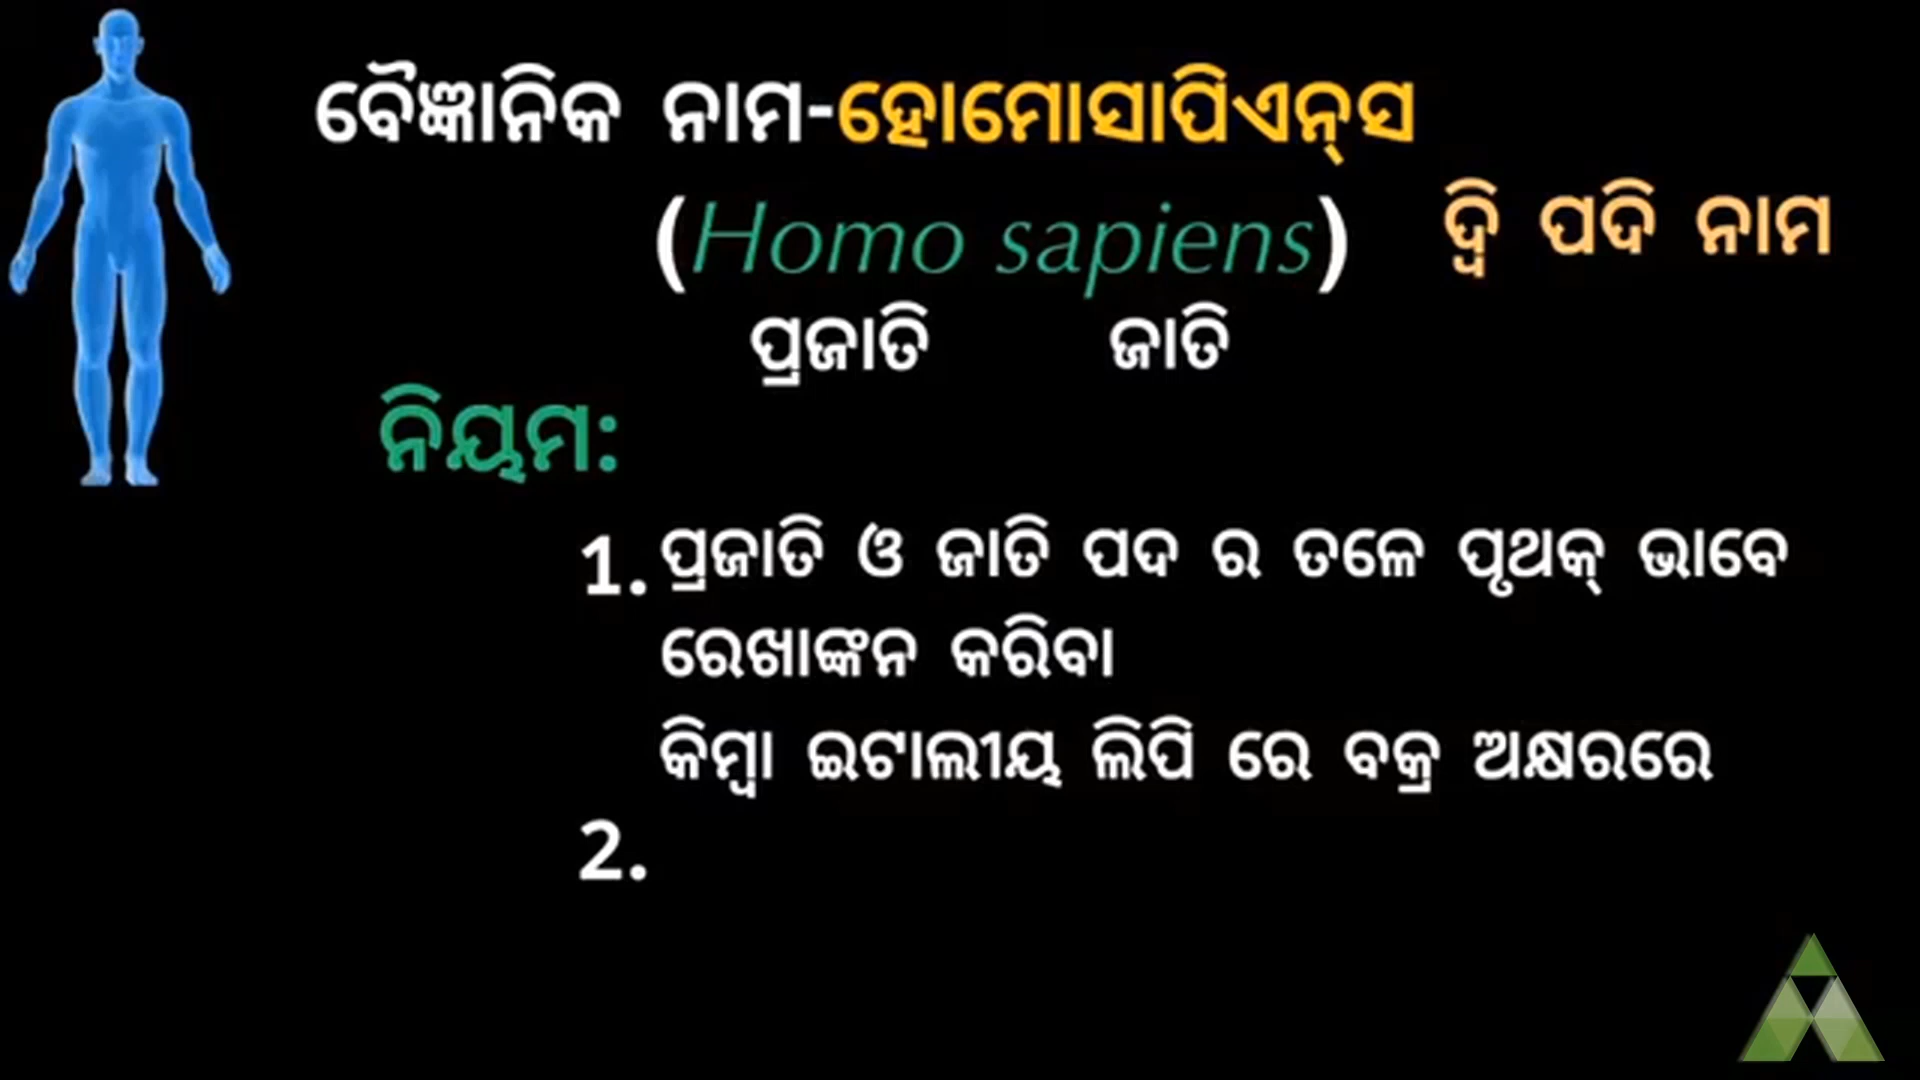 ବୈଜ୍ଞାନିକ ନାମ-ହୋମୋସାପିଏନ୍ସ
(Homo sapiens) ଦ୍ଵି ପଦି ନାମ
ପ୍ରଜାତି ଜାତି
ନିୟମଃ
1. ପ୍ରଜାତି ଓ ଜାତି ପଦ ର ତଳେ ପୃଥକ୍ ଭାବେ
ରେଖାଙ୍କନ କରିବା
କିମ୍ବା ଇଟାଲୀୟ ଲିପି ରେ ବକ୍ର ଅକ୍ଷରରେ
2.